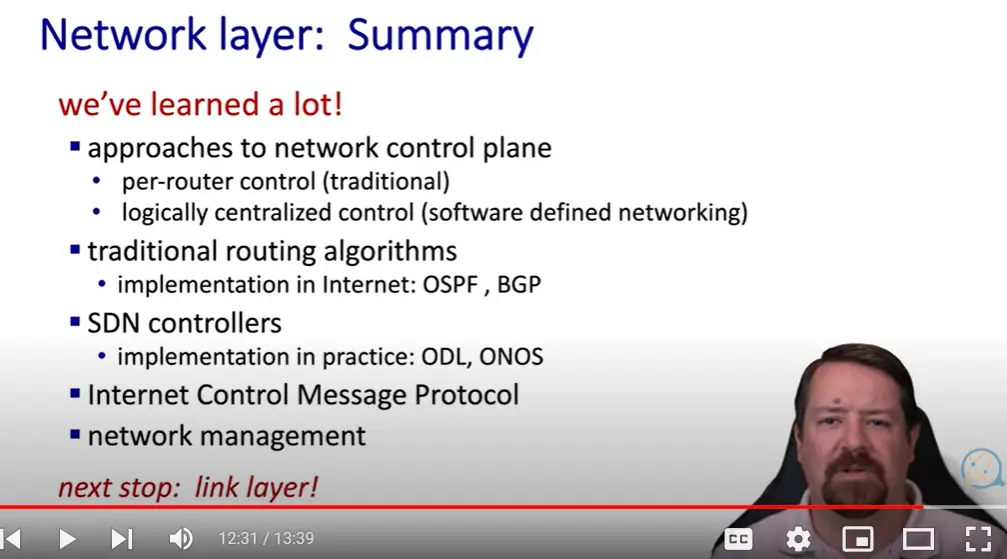 Network layer: Summary
we've learned a lot!
▪ approaches to network control plane
• per-router control (traditional)
• logically centralized control (software defined networking)
▪ traditional routing algorithms
• implementation in Internet: OSPF , BGP
▪ SDN controllers
• implementation in practice: ODL, ONOS
▪ Internet Control Message Protocol
▪ network management
next stop: link layer!
12:31 / 13:39
CC